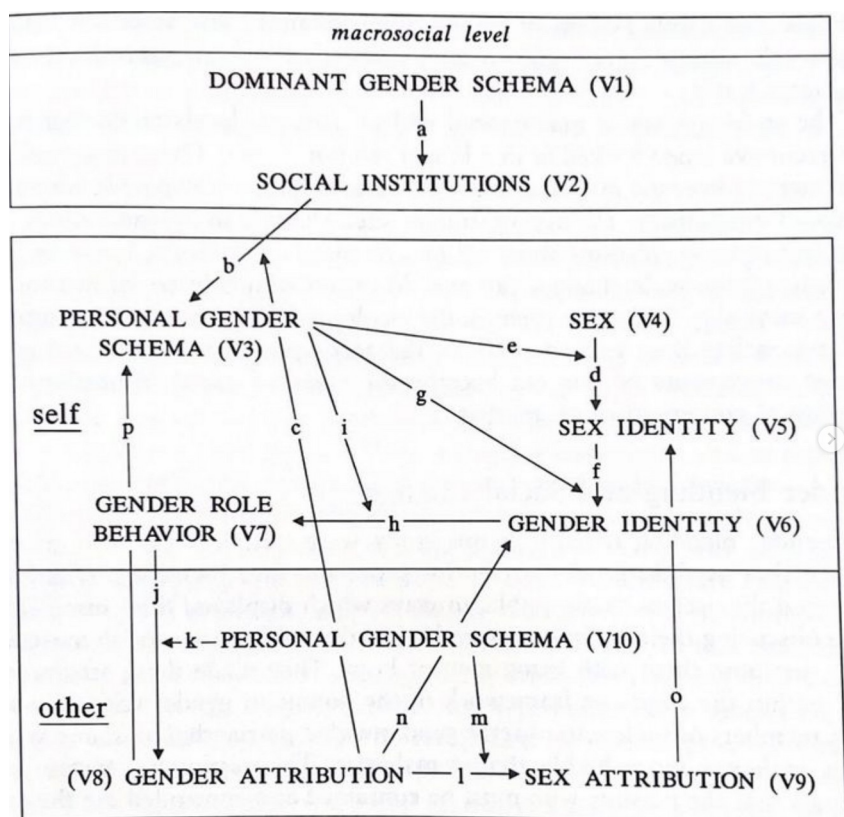 macrosocial level
DOMINANT GENDER SCHEMA (V1)
a
SOCIAL INSTITUTIONS (V2)
b
PERSONAL GENDER
SCHEMA (V3)
SEX (V4)
e
d
g
self
p
c
i
SEX IDENTITY (V5)
f
GENDER ROLE
BEHAVIOR (V7)
h
GENDER IDENTITY (V6)
j
k
PERSONAL GENDER SCHEMA (V10)
other
n
m
o
(V8) GENDER ATTRIBUTION
l
SEX ATTRIBUTION (V9)